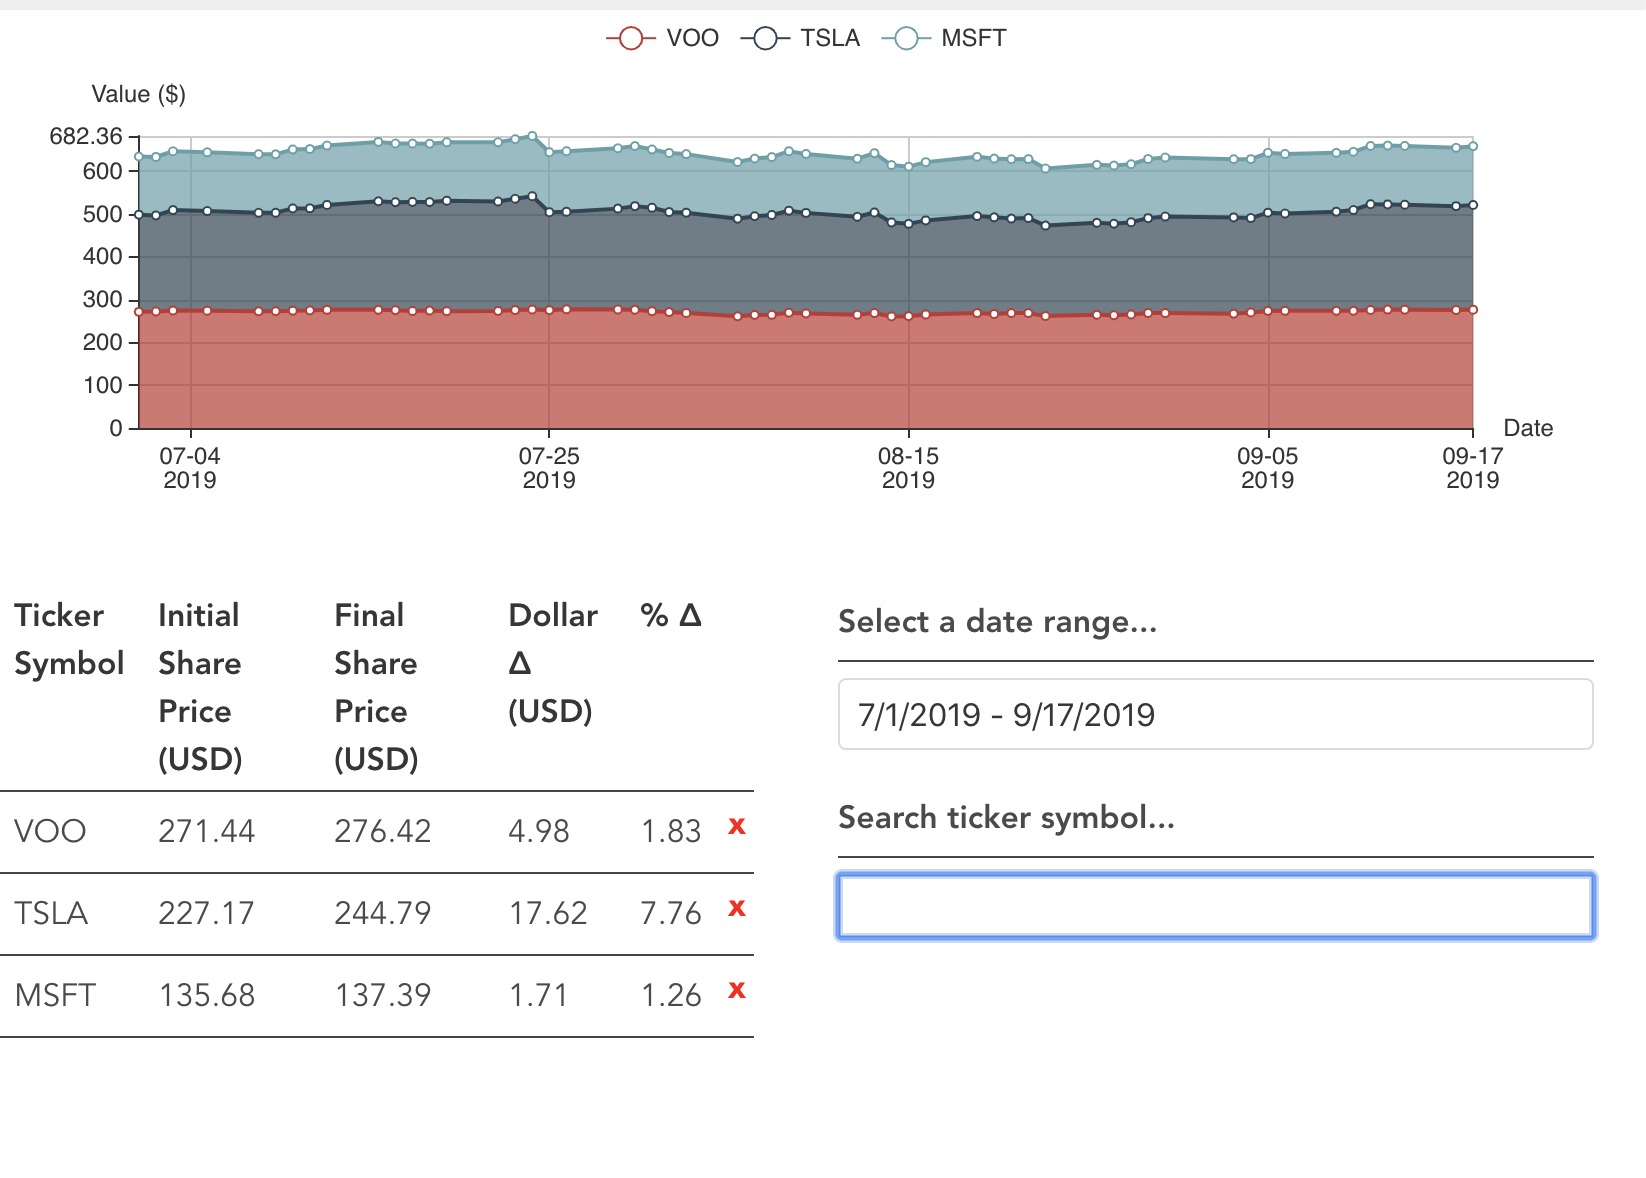 VOO TSLA MSFT
Value ($)
682.36
600
500
400
300
200
100
0
Date
07-04 07-25 08-15 09-05 09-17
2019 2019 2019 2019 2019
Ticker Initial Final Dollar % Δ
Symbol Share Share Δ
Price Price (USD)
(USD) (USD)
VOO 271.44 276.42 4.98 1.83 x
TSLA 227.17 244.79 17.62 7.76 x
MSFT 135.68 137.39 1.71 1.26 x
Select a date range...
7/1/2019 - 9/17/2019
Search ticker symbol...